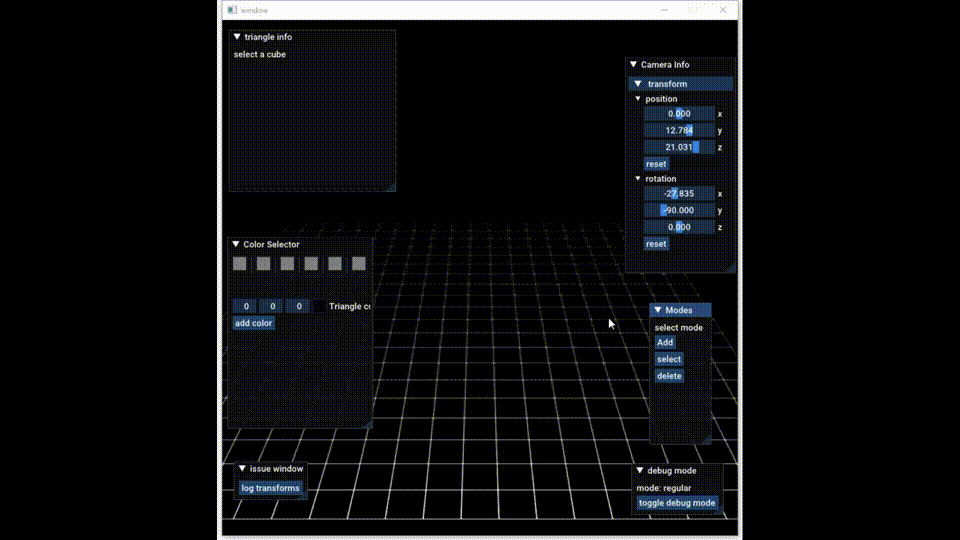 window
triangle info
select a cube
Camera Info
transform
position
0.000 x
12.784 y
21.031 z
reset
rotation
-27.835 x
-90.000 y
0.000 z
reset
Color Selector
0 0 0 Triangle
add color
Modes
select mode
Add
select
delete
issue window
log transforms
debug mode
mode: regular
toggle debug mode